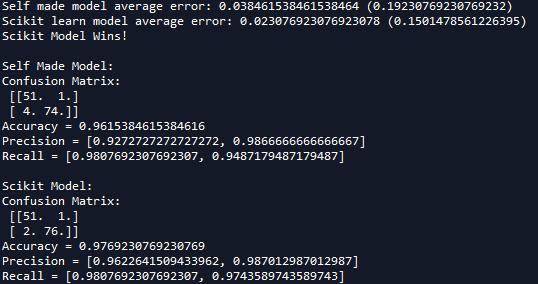 Self made model average error: 0.038461538461538464 (0.19230769230769232)
Scikit learn model average error: 0.023076923076923078 (0.1501478561226395)
Scikit Model Wins!
Self Made Model:
Confusion Matrix:
[[51. 1.]
[ 4. 74.]]
Accuracy = 0.9615384615384616
Precision = [0.9272727272727272, 0.9866666666666667]
Recall = [0.9807692307692307, 0.9487179487179487]
Scikit Model:
Confusion Matrix:
[[51. 1.]
[ 2. 76.]]
Accuracy = 0.9769230769230769
Precision = [0.9622641509433962, 0.987012987012987]
Recall = [0.9807692307692307, 0.9743589743589743]